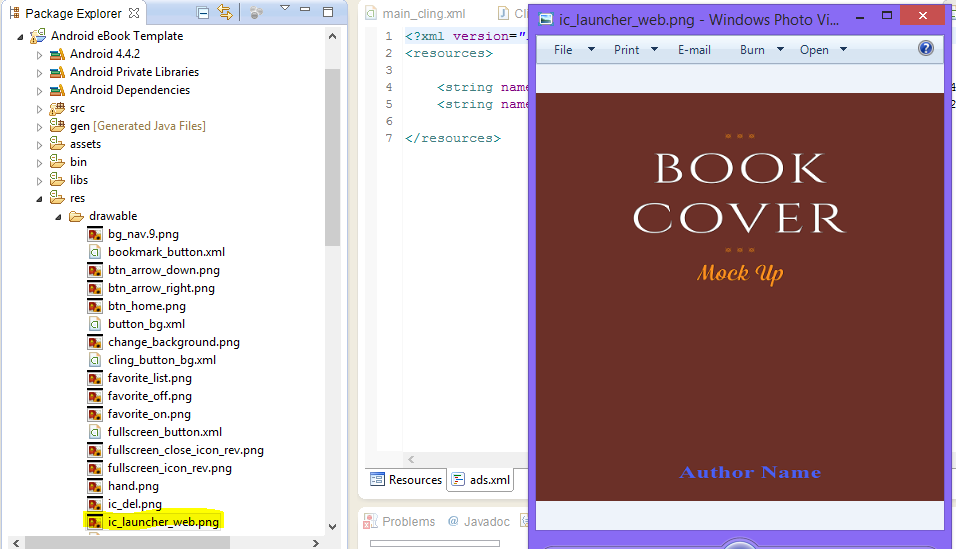 Package Explorer
Android eBook Template
Android 4.4.2
Android Private Libraries
Android Dependencies
src
gen [Generated Java Files]
assets
bin
libs
res
drawable
bg_nav.9.png
bookmark_button.xml
btn_arrow_down.png
btn_arrow_right.png
btn_home.png
button_bg.xml
change_background.png
cling_button_bg.xml
favorite_list.png
favorite_off.png
favorite_on.png
fullscreen_button.xml
fullscreen_close_icon_rev.png
fullscreen_icon_rev.png
hand.png
ic_del.png
ic_launcher_web.png
main_cling.xml
1 <?xml version=
2 <resources>
3
4 <string name
5 <string name
6
7 </resources>
Resources ads.xml
Problems @ Javadoc
ic_launcher_web.png - Windows Photo Vi...
File Print E-mail Burn Open
BOOK
COVER
Mock Up
Author Name